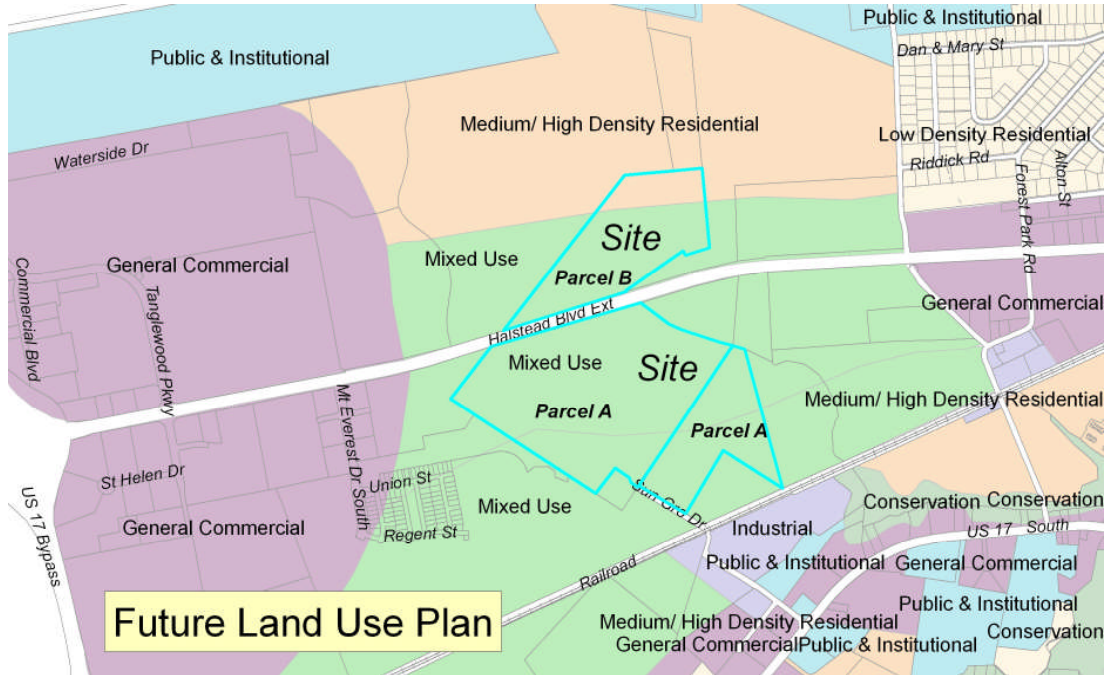 Public & Institutional
Dan & Mary St
Public & Institutional
Medium/ High Density Residential
Low Density Residential
Waterside Dr
Riddick Rd
Alton St
Forest Park Rd
Site
Mixed Use
General Commercial
Parcel B
Commercial Blvd
Tanglewood Pkwy
Halstead Blvd Ext
General Commercial
Mixed Use
Site
Mt Everest Dr South
Medium/ High Density Residential
Parcel A
Parcel A
St Helen Dr
Union St
Sun Gro Dr
Mixed Use
Conservation
Conservation
General Commercial
Regent St
Industrial
US 17 South
US 17 Bypass
Railroad
Public & Institutional
General Commercial
Future Land Use Plan
Public & Institutional
Medium/ High Density Residential
Conservation
General Commercial
Public & Institutional